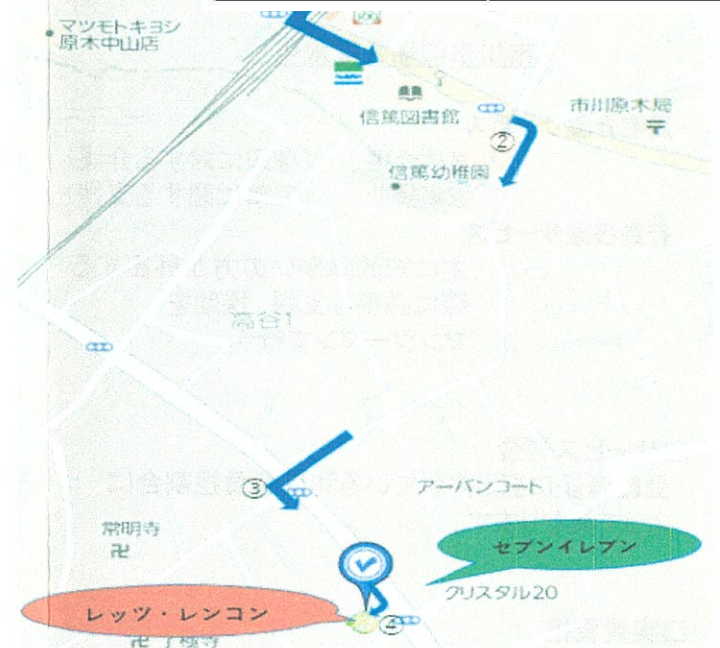 マツモトキヨシ
原木中山店
信篤図書館
市川原木局
②
信篤幼稚園
高谷1
③
アーバンコート
常明寺
セブンイレブン
クリスタル20
レッツ・レンコン
④
了極寺